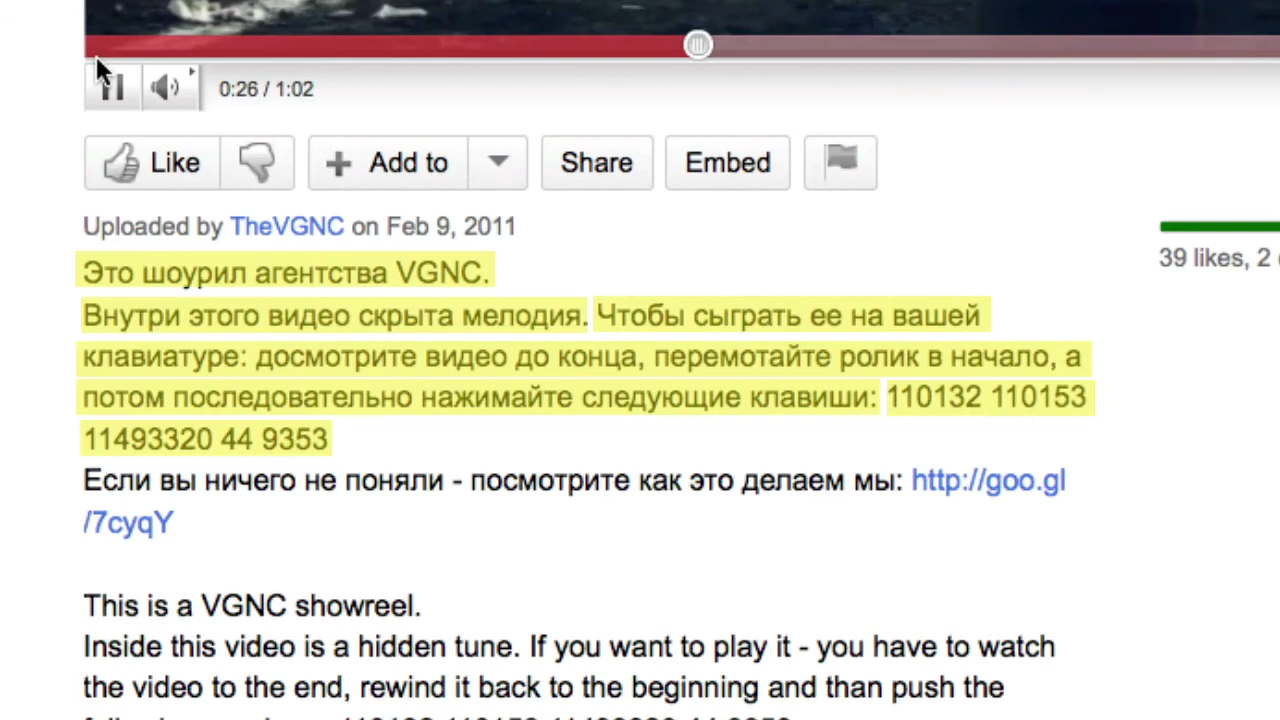 0:26 / 1:02
Like
Add to
Share
Embed
Uploaded by TheVGNC on Feb 9, 2011
39 likes, 2
Это шоурил агентства VGNC.
Внутри этого видео скрыта мелодия. Чтобы сыграть ее на вашей
клавиатуре: досмотрите видео до конца, перемотайте ролик в начало, а
потом последовательно нажимайте следующие клавиши: 110132 110153
11493320 44 9353
Если вы ничего не поняли - посмотрите как это делаем мы: http://goo.gl
/7cyqY
This is a VGNC showreel.
Inside this video is a hidden tune. If you want to play it - you have to watch
the video to the end, rewind it back to the beginning and than push the